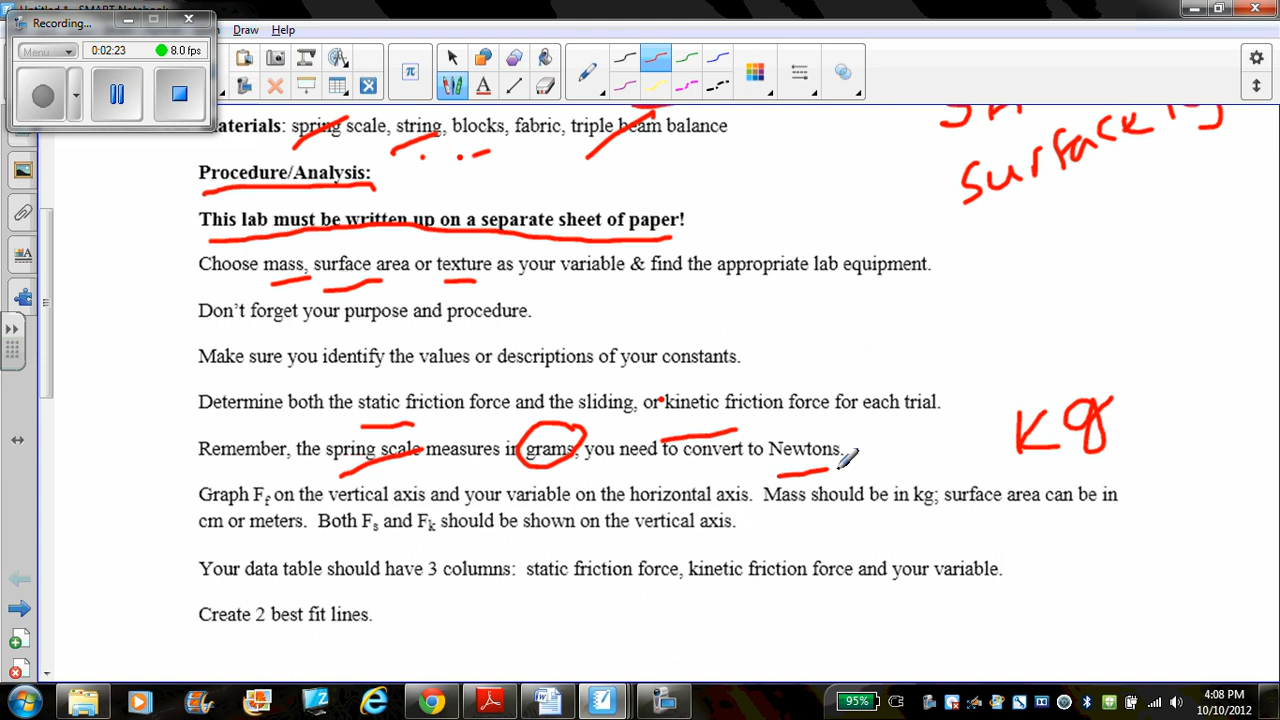 Untitled * - SMART Notebook
Recording...
Draw Help
Menu 0:02:23 8.0 fps
Materials: spring scale, string, blocks, fabric, triple beam balance
surface
Procedure/Analysis:
This lab must be written up on a separate sheet of paper!
Choose mass, surface area or texture as your variable & find the appropriate lab equipment.
Don't forget your purpose and procedure.
Make sure you identify the values or descriptions of your constants.
Determine both the static friction force and the sliding, or kinetic friction force for each trial.
kg
Remember, the spring scale measures in grams, you need to convert to Newtons.
Graph Ff on the vertical axis and your variable on the horizontal axis. Mass should be in kg; surface area can be in
cm or meters. Both Fs and Fk should be shown on the vertical axis.
Your data table should have 3 columns: static friction force, kinetic friction force and your variable.
Create 2 best fit lines.
95%
4:08 PM
10/10/2012